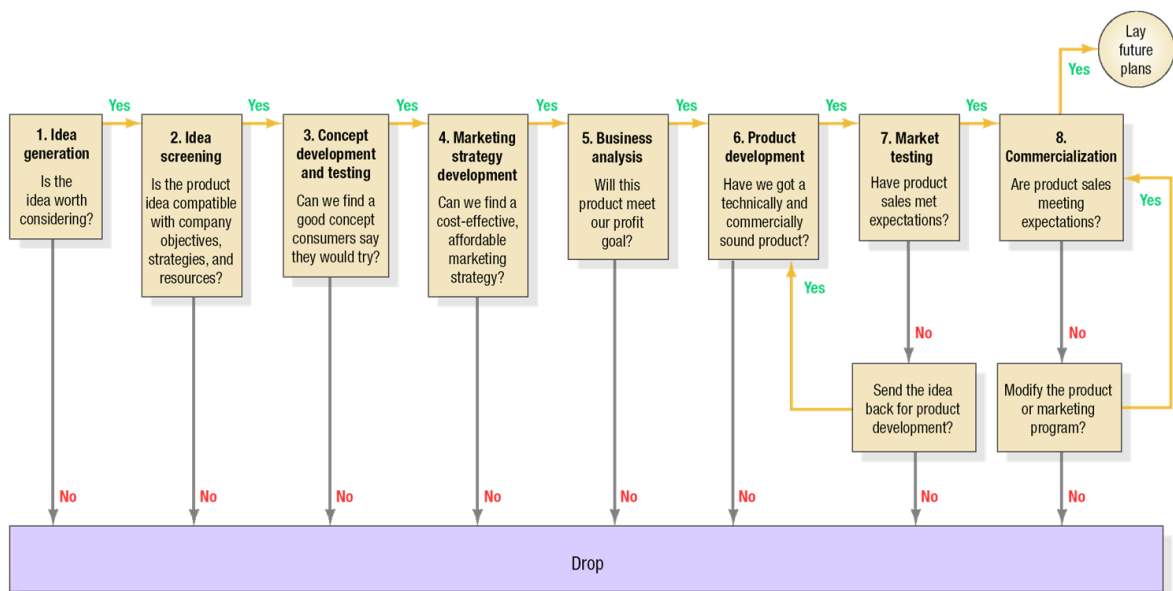 Lay
future
plans
Yes
Yes
Yes
Yes
Yes
Yes
Yes
Yes
1. Idea
generation
Is the
idea worth
considering?
2. Idea
screening
Is the product
idea compatible
with company
objectives,
strategies, and
resources?
3. Concept
development
and testing
Can we find a
good concept
consumers say
they would try?
4. Marketing
strategy
development
Can we find a
cost-effective,
affordable
marketing
strategy?
5. Business
analysis
Will this
product meet
our profit
goal?
6. Product
development
Have we got a
technically and
commercially
sound product?
7. Market
testing
Have product
sales met
expectations?
8.
Commercialization
Are product sales
meeting
expectations?
Yes
Yes
No
No
Send the idea
back for product
development?
Modify the product
or marketing
program?
No
No
No
No
No
No
No
No
Drop